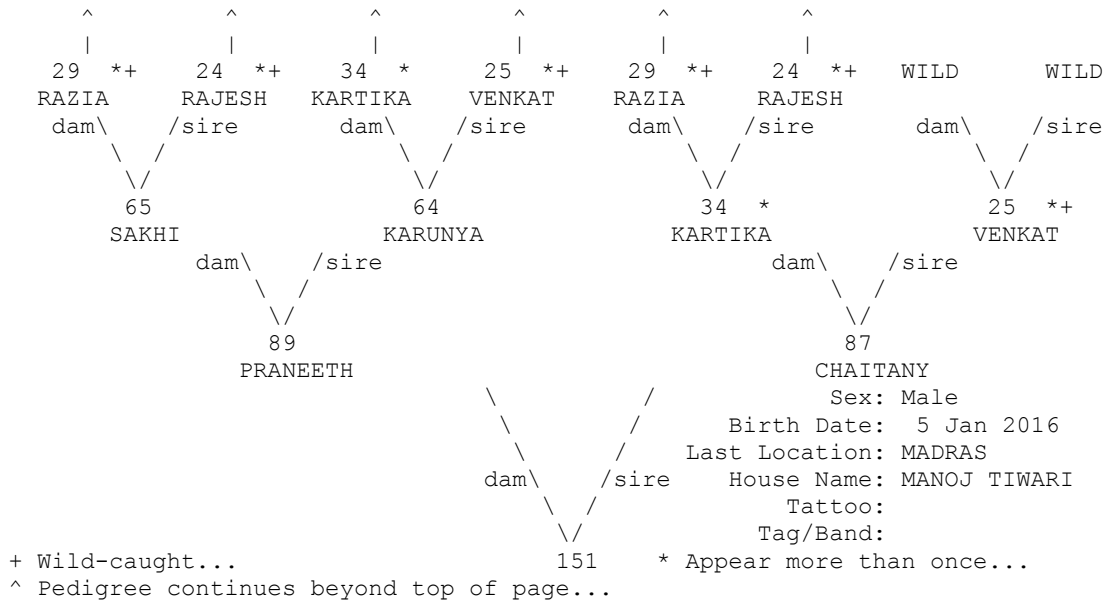 ^ ^ ^ ^ ^ ^
| | | | | |
29 *+ 24 *+ 34 * 25 *+ 29 *+ 24 *+ WILD WILD
RAZIA RAJESH KARTIKA VENKAT RAZIA RAJESH
dam\ /sire dam\ /sire dam\ /sire dam\ /sire
\ / \ / \ / \ /
\/ \/ \/ \/
65 64 34 * 25 *+
SAKHI KARUNYA KARTIKA VENKAT
dam\ /sire dam\ /sire
\ / \ /
\/ \/
89 87
PRANEETH CHAITANY
\ / Sex: Male
\ / Birth Date: 5 Jan 2016
\ / Last Location: MADRAS
dam\ /sire House Name: MANOJ TIWARI
\ / Tattoo:
\/ Tag/Band:
+ Wild-caught... 151 * Appear more than once...
^ Pedigree continues beyond top of page...